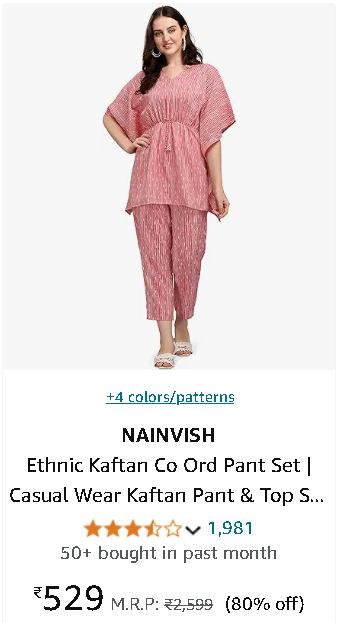 +4 colors/patterns
NAINVISH
Ethnic Kaftan Co Ord Pant Set |
Casual Wear Kaftan Pant & Top S...
1,981
50+ bought in past month
₹529 M.R.P: ₹2,599 (80% off)